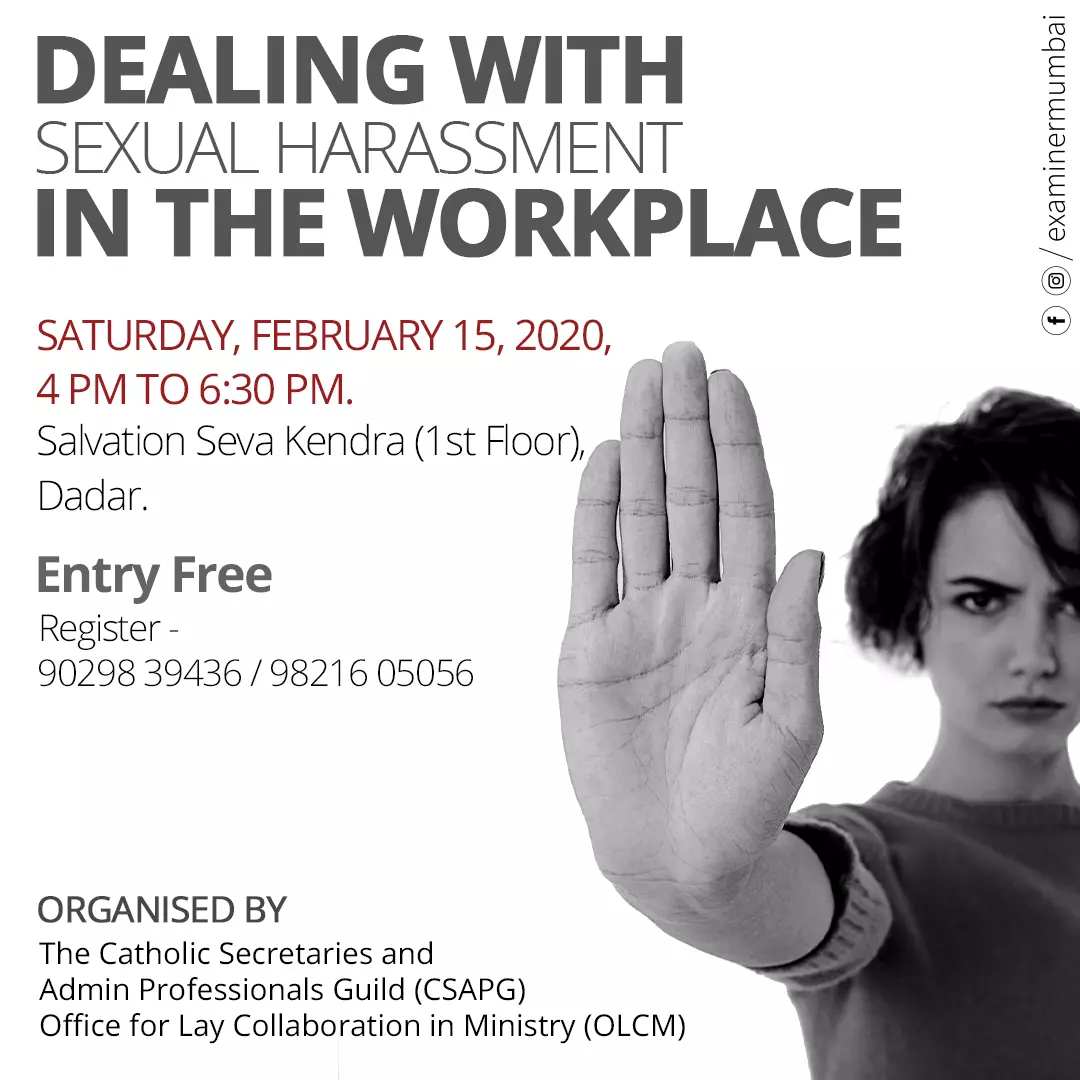 DEALING WITH
SEXUAL HARASSMENT
IN THE WORKPLACE
SATURDAY, FEBRUARY 15, 2020,
4 PM TO 6:30 PM.
Salvation Seva Kendra (1st Floor),
Dadar.
Entry Free
Register -
90298 39436 / 98216 05056
ORGANISED BY
The Catholic Secretaries and
Admin Professionals Guild (CSAPG)
Office for Lay Collaboration in Ministry (OLCM)
/ examinermumbai